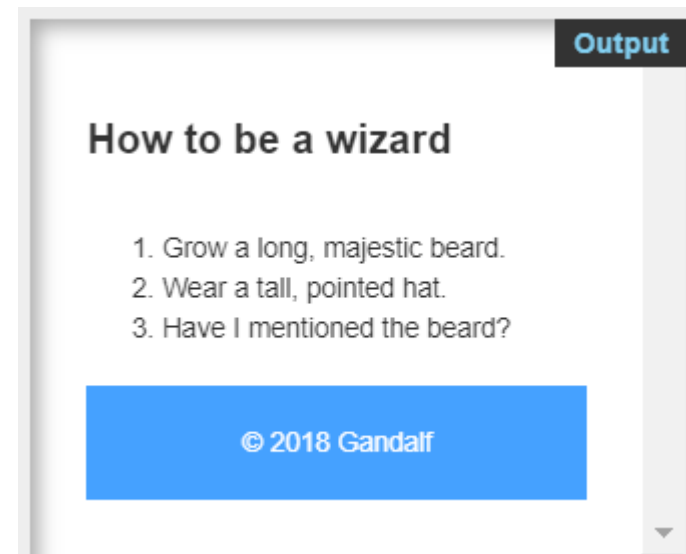 Output
How to be a wizard
1. Grow a long, majestic beard.
2. Wear a tall, pointed hat.
3. Have I mentioned the beard?
© 2018 Gandalf